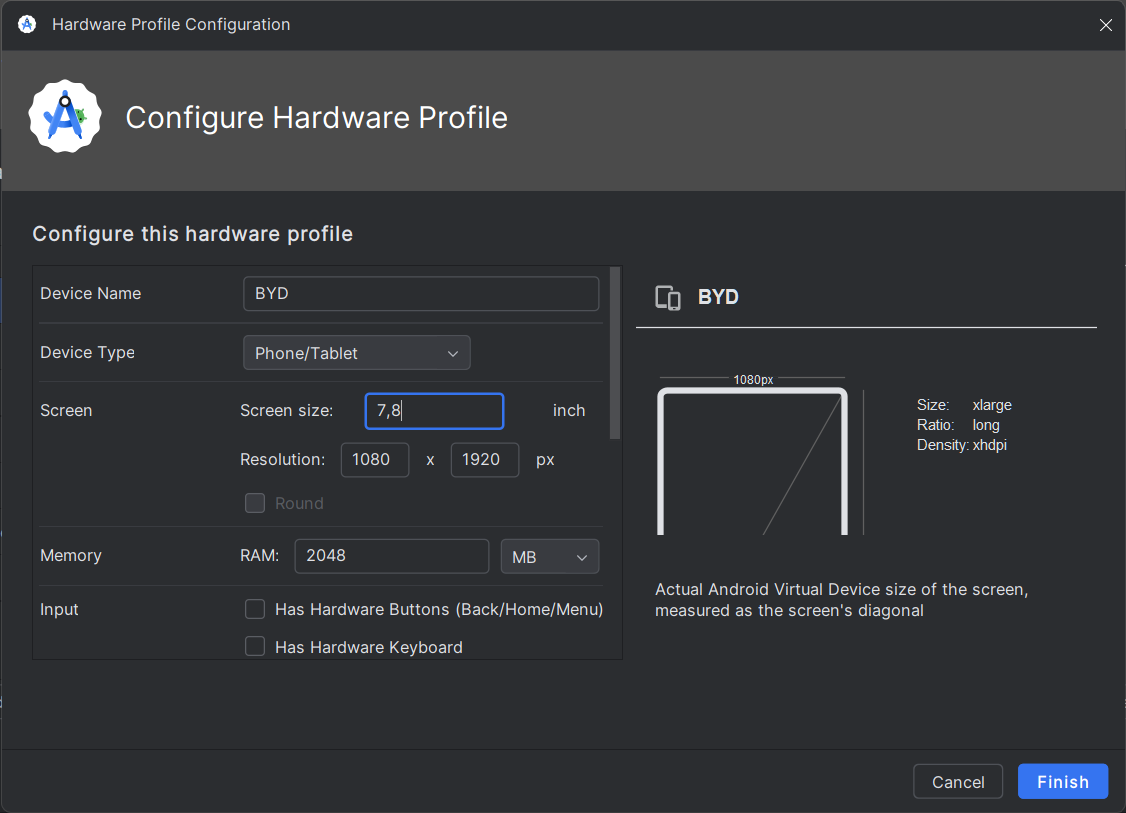 Hardware Profile Configuration
Configure Hardware Profile
Configure this hardware profile
Device Name BYD
Device Type Phone/Tablet
Screen Screen size: 7,8 inch
Resolution: 1080 x 1920 px
Round
Memory RAM: 2048 MB
Input Has Hardware Buttons (Back/Home/Menu)
Has Hardware Keyboard
BYD
1080px
Size: xlarge
Ratio: long
Density: xhdpi
Actual Android Virtual Device size of the screen,
measured as the screen's diagonal
Cancel Finish